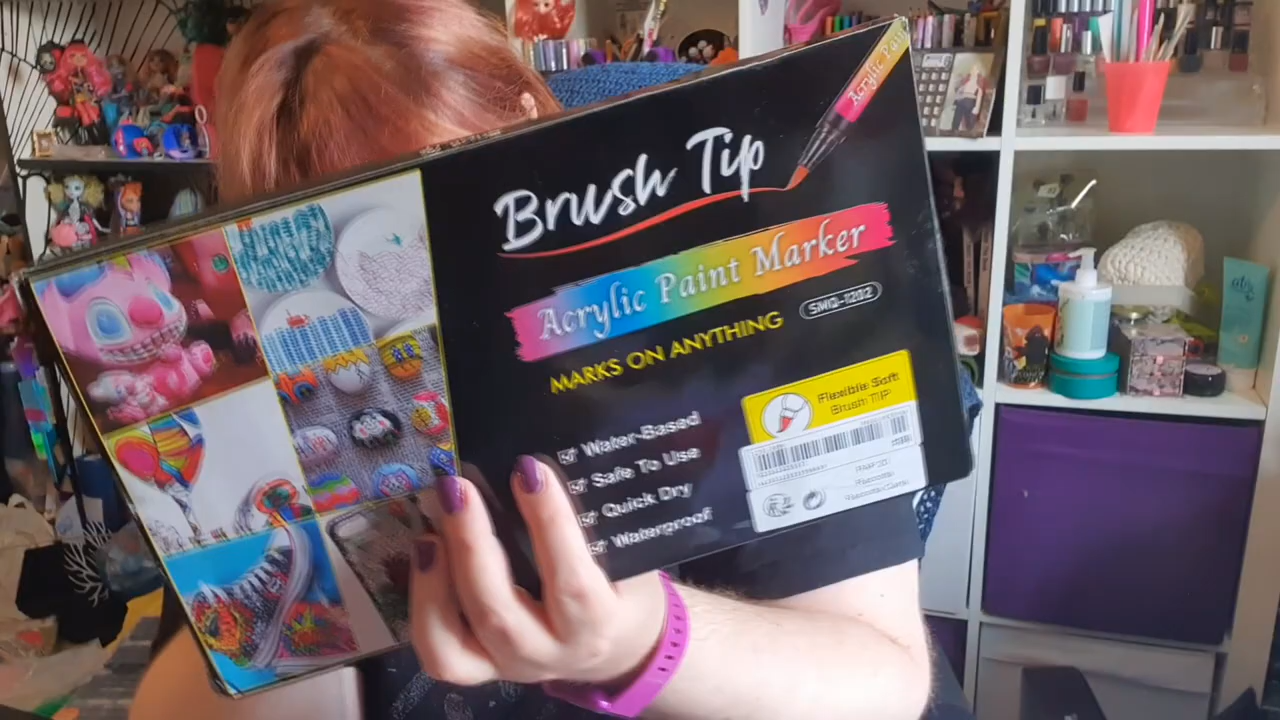 Acrylic Paint
Brush Tip
Acrylic Paint Marker
SMQ-1202
MARKS ON ANYTHING
Flexible Soft
Brush TIP
Water-Based
Safe To Use
Quick Dry
Waterproof